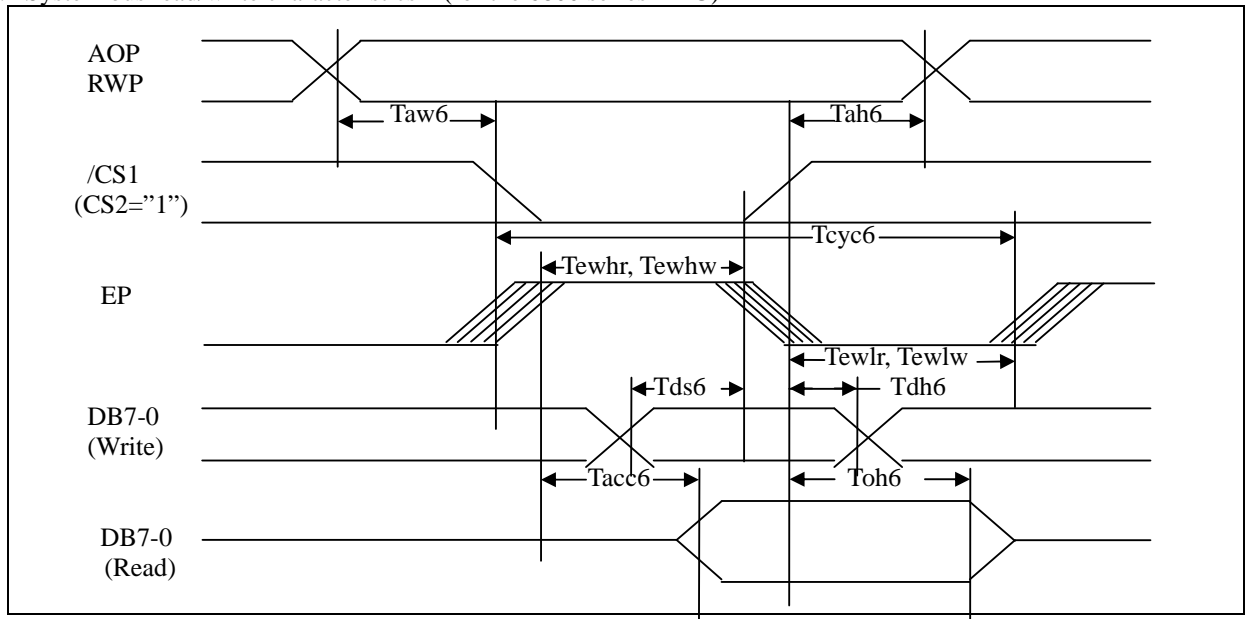 AOP
RWP
Taw6
Tah6
/CS1
(CS2=”1”)
Tcyc6
Tewhr, Tewhw
EP
Tewlr, Tewlw
Tds6
Tdh6
DB7-0
(Write)
Tacc6
Toh6
DB7-0
(Read)